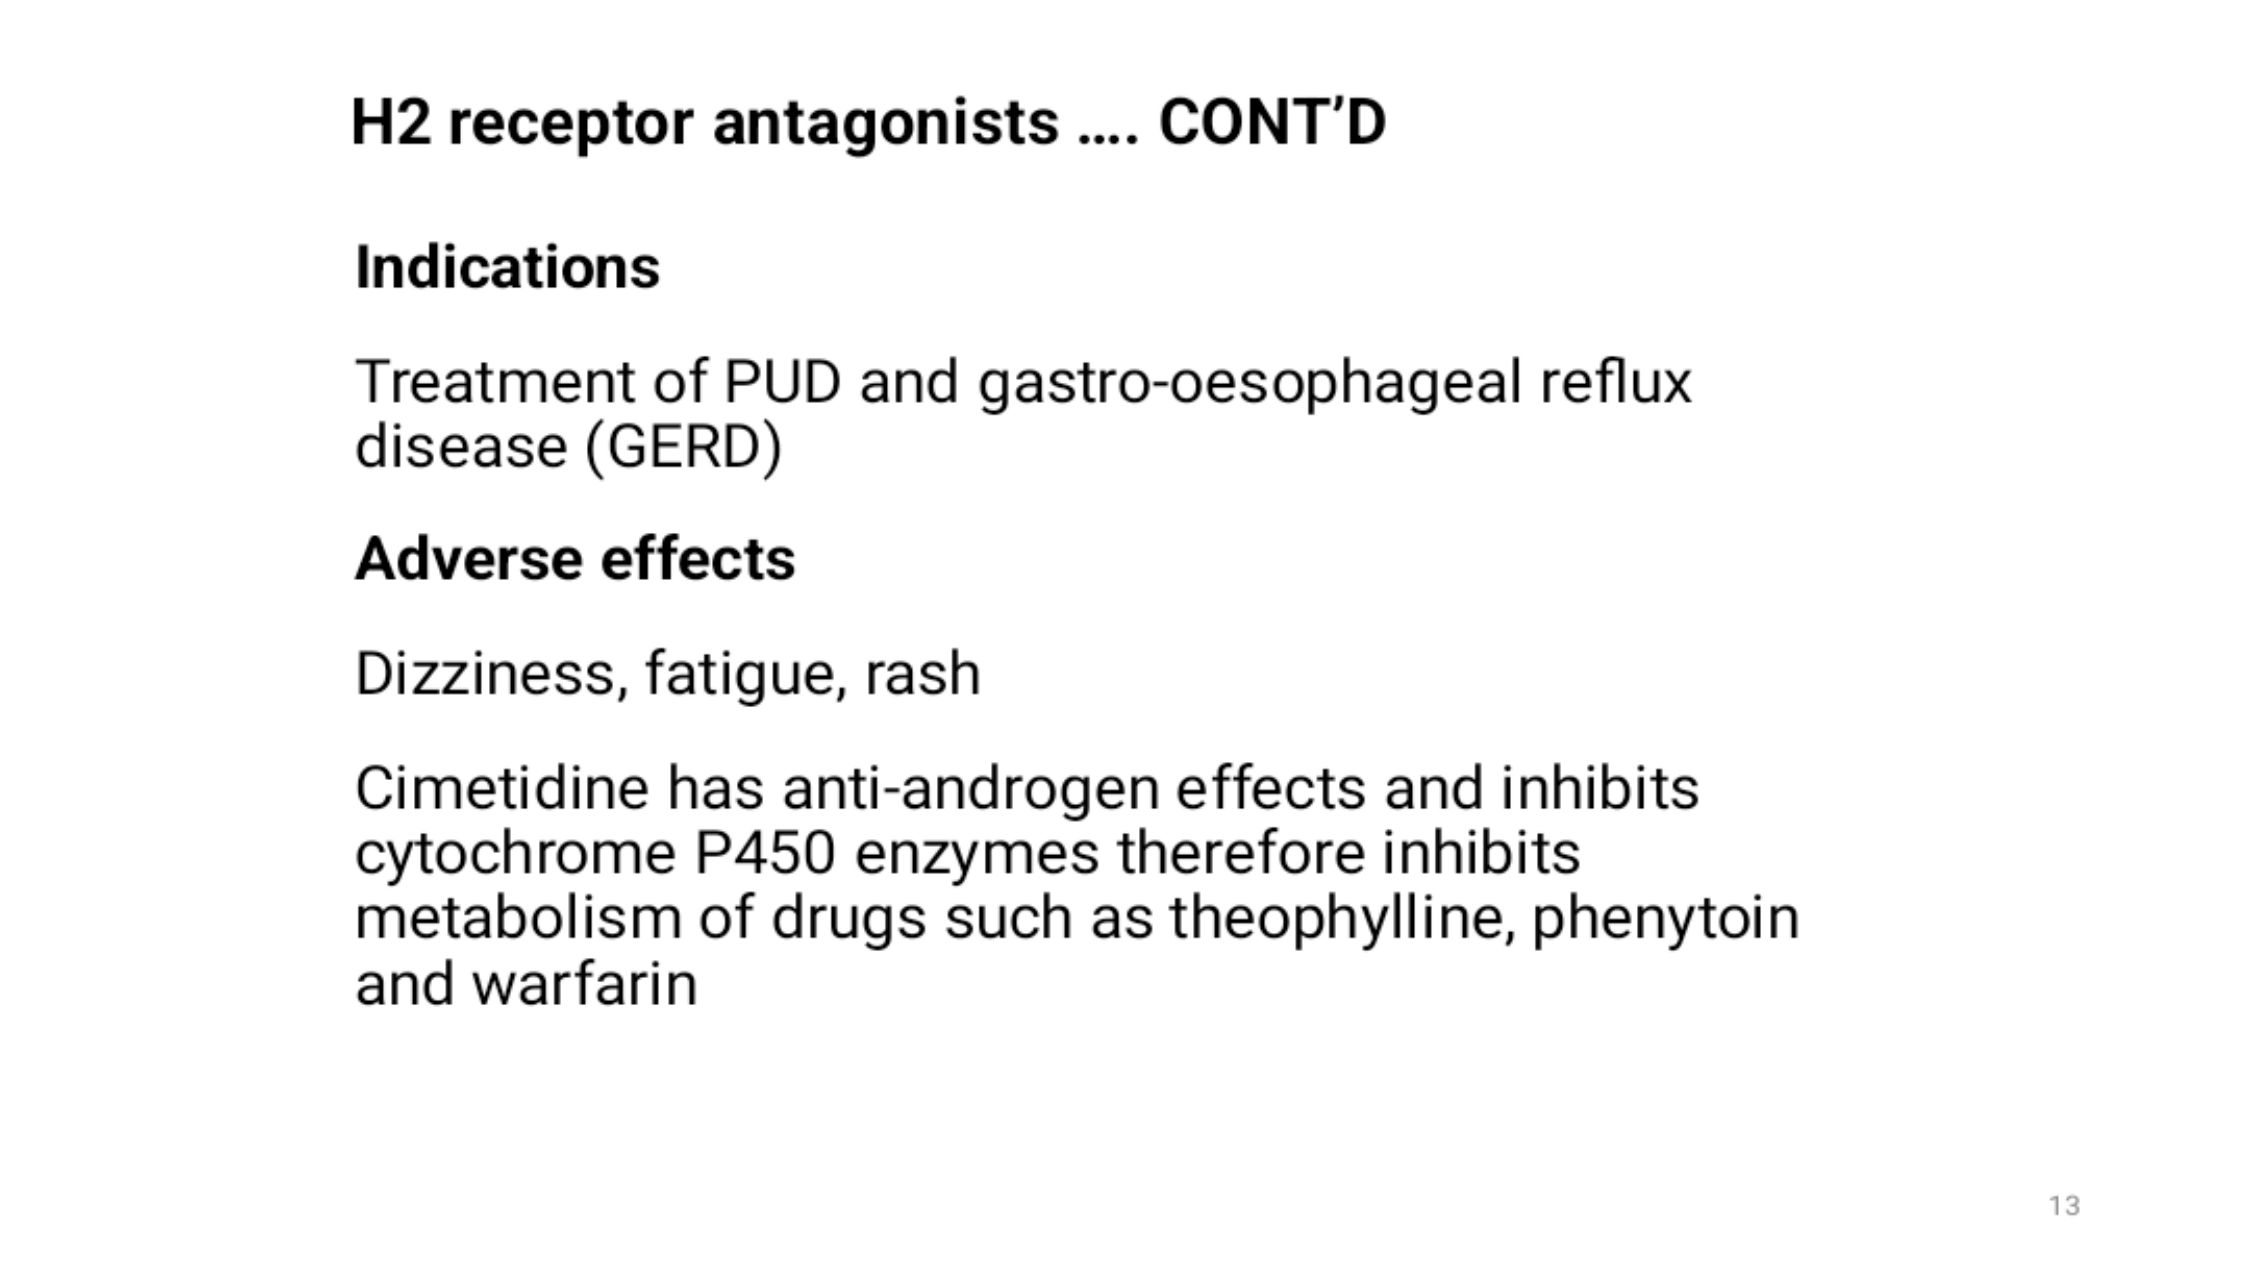 H2 receptor antagonists .... CONT’D
Indications
Treatment of PUD and gastro-oesophageal reflux
disease (GERD)
Adverse effects
Dizziness, fatigue, rash
Cimetidine has anti-androgen effects and inhibits
cytochrome P450 enzymes therefore inhibits
metabolism of drugs such as theophylline, phenytoin
and warfarin
13